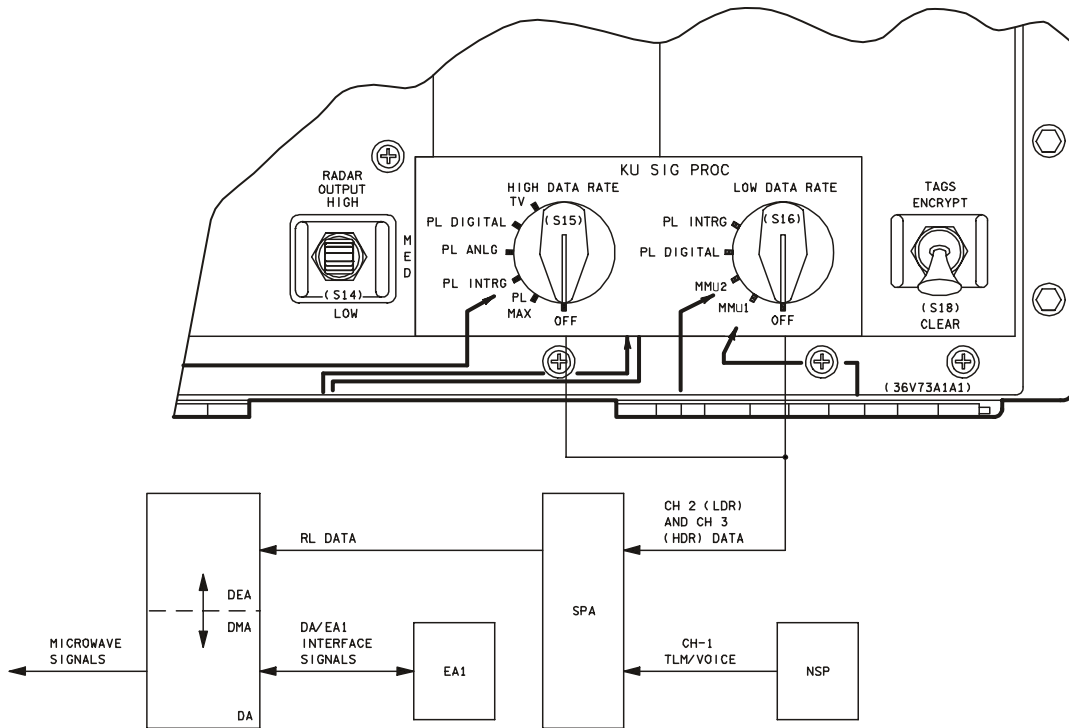 KU SIG PROC
RADAR
OUTPUT
HIGH
MED
(S14)
LOW
HIGH DATA RATE
TV
(S15)
PL DIGITAL
PL ANLG
PL INTRG
PL
MAX
OFF
LOW DATA RATE
(S16)
PL INTRG
PL DIGITAL
MMU2
MMU1
OFF
TAGS
ENCRYPT
(S18)
CLEAR
(36V73A1A1)
CH 2 (LDR)
AND CH 3
(HDR) DATA
RL DATA
SPA
DEA
DMA
DA
MICROWAVE
SIGNALS
DA/EA1
INTERFACE
SIGNALS
EA1
CH-1
TLM/VOICE
NSP